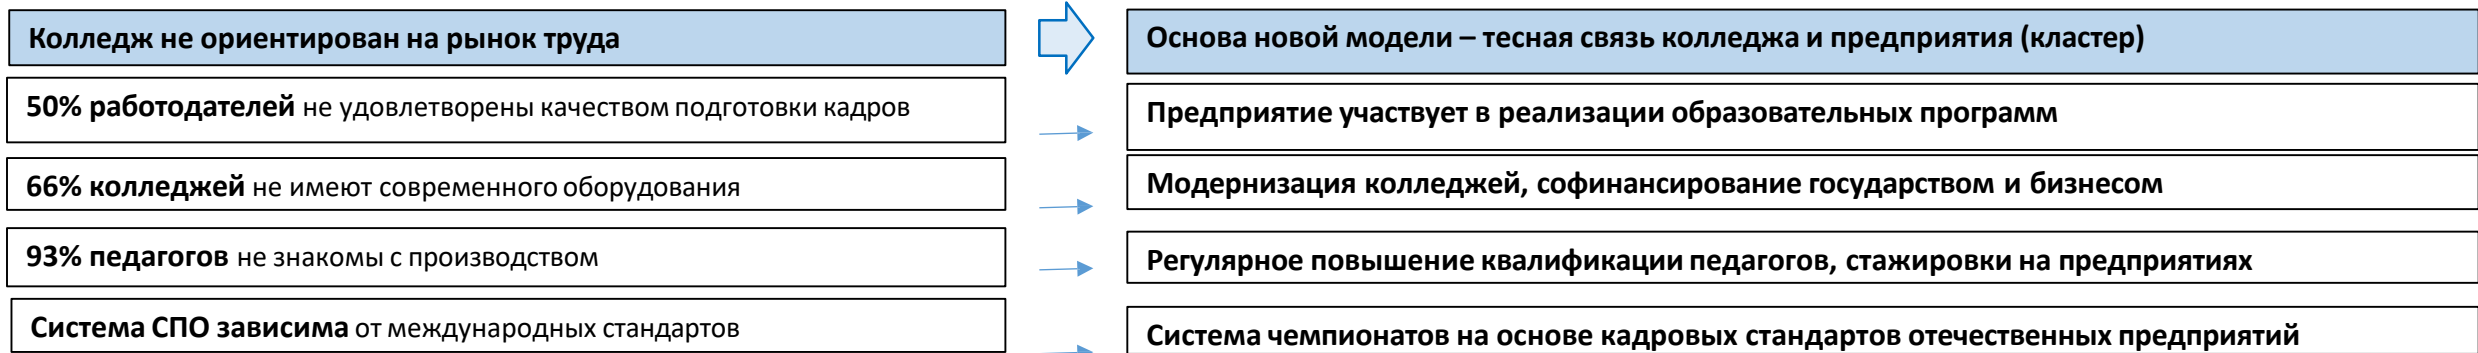 Колледж не ориентирован на рынок труда
Основа новой модели – тесная связь колледжа и предприятия (кластер)
50% работодателей не удовлетворены качеством подготовки кадров
Предприятие участвует в реализации образовательных программ
66% колледжей не имеют современного оборудования
Модернизация колледжей, софинансирование государством и бизнесом
93% педагогов не знакомы с производством
Регулярное повышение квалификации педагогов, стажировки на предприятиях
Система СПО зависима от международных стандартов
Система чемпионатов на основе кадровых стандартов отечественных предприятий